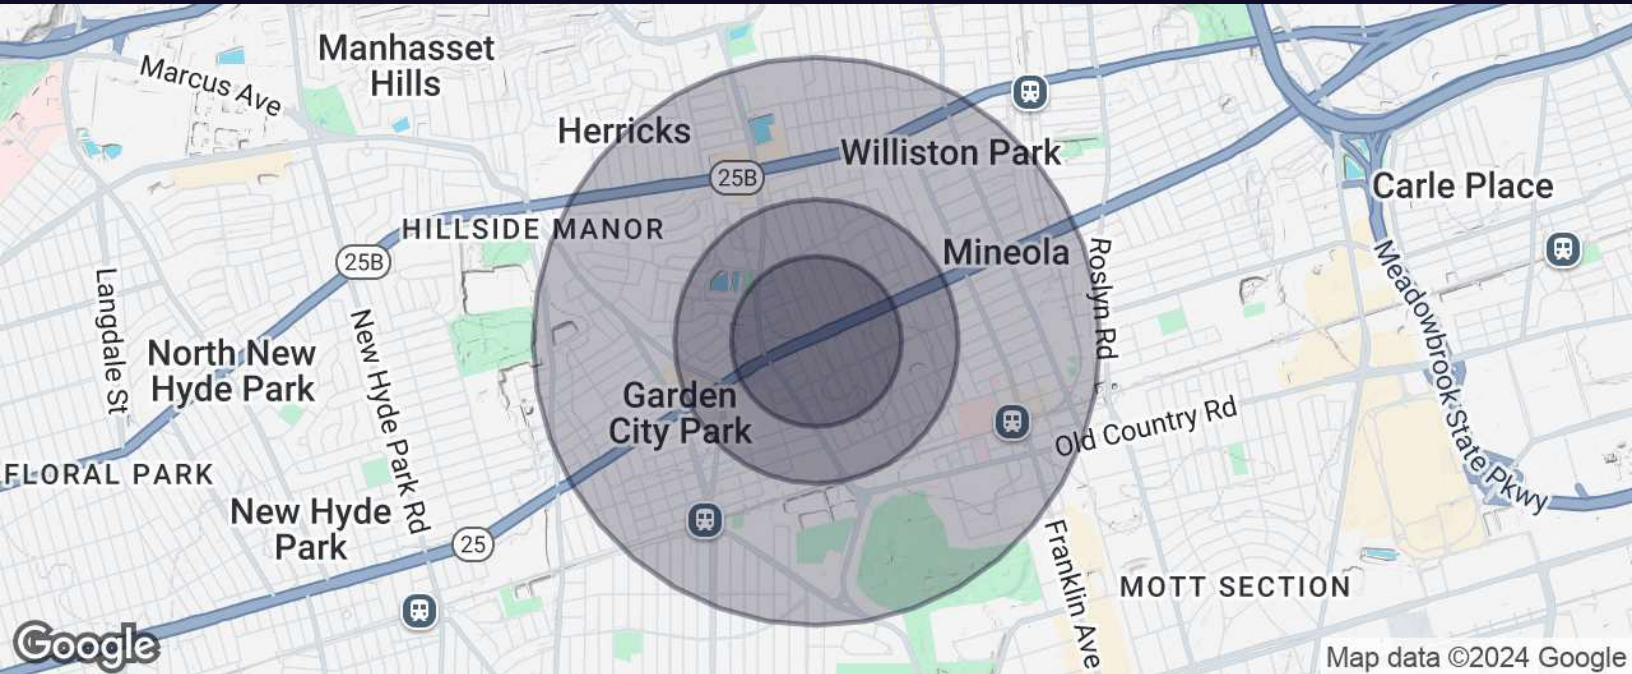 Manhasset
Hills
Marcus Ave
Herricks
Williston Park
25B
Carle Place
HILLSIDE MANOR
Mineola
25B
Roslyn Rd
Meadowbrook State Pkwy
Langdale St
New Hyde Park Rd
North New
Hyde Park
Garden
City Park
Old Country Rd
FLORAL PARK
New Hyde
Park
25
Franklin Ave
MOTT SECTION
Google
Map data ©2024 Google